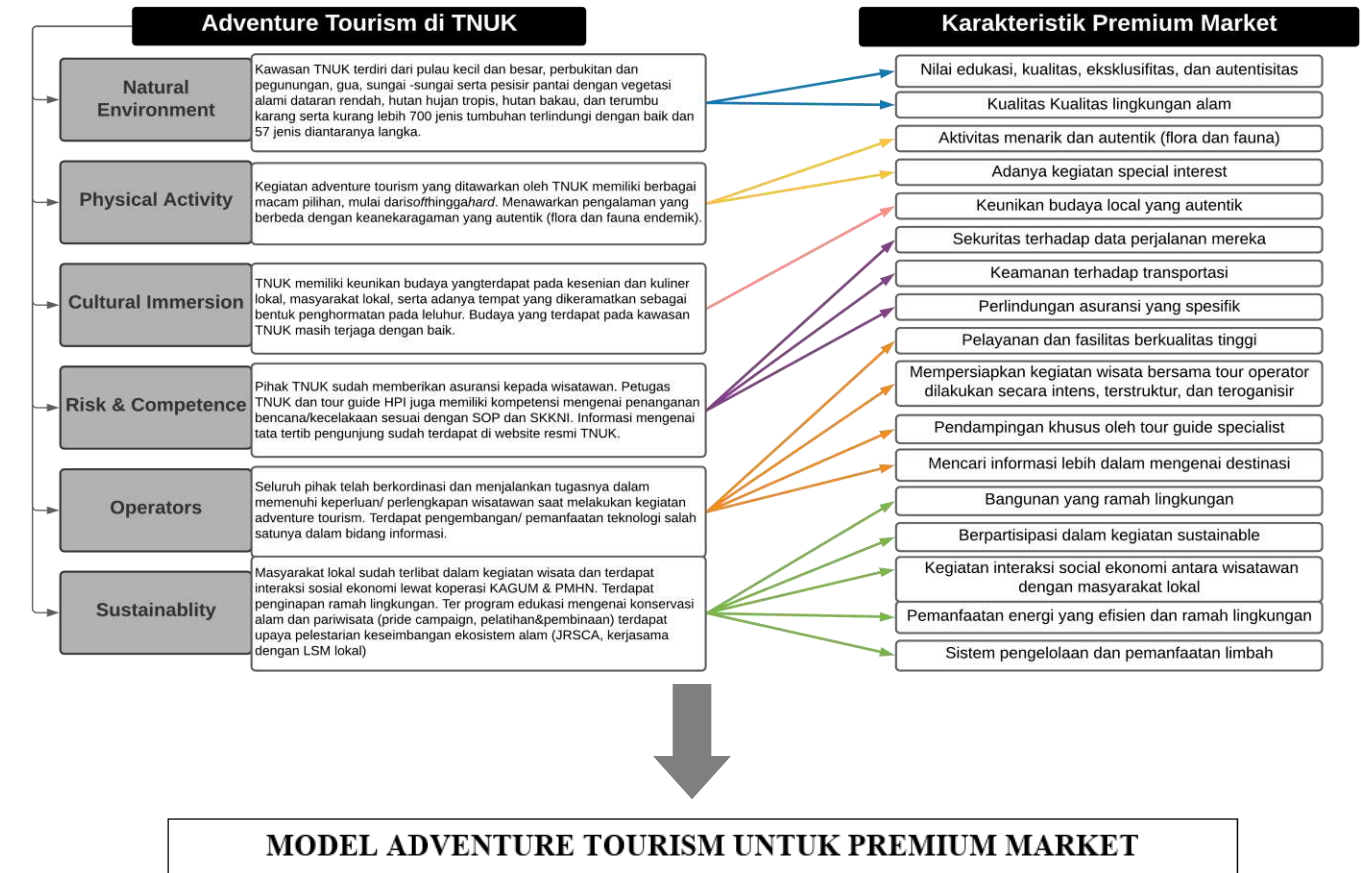 Adventure Tourism di TNUK
Karakteristik Premium Market
Natural
Environment
Kawasan TNUK terdiri dari pulau kecil dan besar, perbukitan dan
pegunungan, gua, sungai -sungai serta pesisir pantai dengan vegetasi
alami dataran rendah, hutan hujan tropis, hutan bakau, dan terumbu
karang serta kurang lebih 700 jenis tumbuhan terlindungi dengan baik dan
57 jenis diantaranya langka.
Physical Activity
Kegiatan adventure tourism yang ditawarkan oleh TNUK memiliki berbagai
macam pilihan, mulai darisofthinggahard. Menawarkan pengalaman yang
berbeda dengan keanekaragaman yang autentik (flora dan fauna endemik).
Cultural Immersion
TNUK memiliki keunikan budaya yangterdapat pada kesenian dan kuliner
lokal, masyarakat lokal, serta adanya tempat yang dikeramatkan sebagai
bentuk penghormatan pada leluhur. Budaya yang terdapat pada kawasan
TNUK masih terjaga dengan baik.
Risk & Competence
Pihak TNUK sudah memberikan asuransi kepada wisatawan. Petugas
TNUK dan tour guide HPI juga memiliki kompetensi mengenai penanganan
bencana/kecelakaan sesuai dengan SOP dan SKKNI. Informasi mengenai
tata tertib pengunjung sudah terdapat di website resmi TNUK.
Operators
Seluruh pihak telah berkordinasi dan menjalankan tugasnya dalam
memenuhi keperluan/ perlengkapan wisatawan saat melakukan kegiatan
adventure tourism. Terdapat pengembangan/ pemanfaatan teknologi salah
satunya dalam bidang informasi.
Sustainablity
Masyarakat lokal sudah terlibat dalam kegiatan wisata dan terdapat
interaksi sosial ekonomi lewat koperasi KAGUM & PMHN. Terdapat
penginapan ramah lingkungan. Ter program edukasi mengenai konservasi
alam dan pariwisata (pride campaign, pelatihan&pembinaan) terdapat
upaya pelestarian keseimbangan ekosistem alam (JRSCA, kerjasama
dengan LSM lokal)
Nilai edukasi, kualitas, eksklusifitas, dan autentisitas
Kualitas Kualitas lingkungan alam
Aktivitas menarik dan autentik (flora dan fauna)
Adanya kegiatan special interest
Keunikan budaya local yang autentik
Sekuritas terhadap data perjalanan mereka
Keamanan terhadap transportasi
Perlindungan asuransi yang spesifik
Pelayanan dan fasilitas berkualitas tinggi
Mempersiapkan kegiatan wisata bersama tour operator
dilakukan secara intens, terstruktur, dan teroganisir
Pendampingan khusus oleh tour guide specialist
Mencari informasi lebih dalam mengenai destinasi
Bangunan yang ramah lingkungan
Berpartisipasi dalam kegiatan sustainable
Kegiatan interaksi social ekonomi antara wisatawan
dengan masyarakat lokal
Pemanfaatan energi yang efisien dan ramah lingkungan
Sistem pengelolaan dan pemanfaatan limbah
MODEL ADVENTURE TOURISM UNTUK PREMIUM MARKET